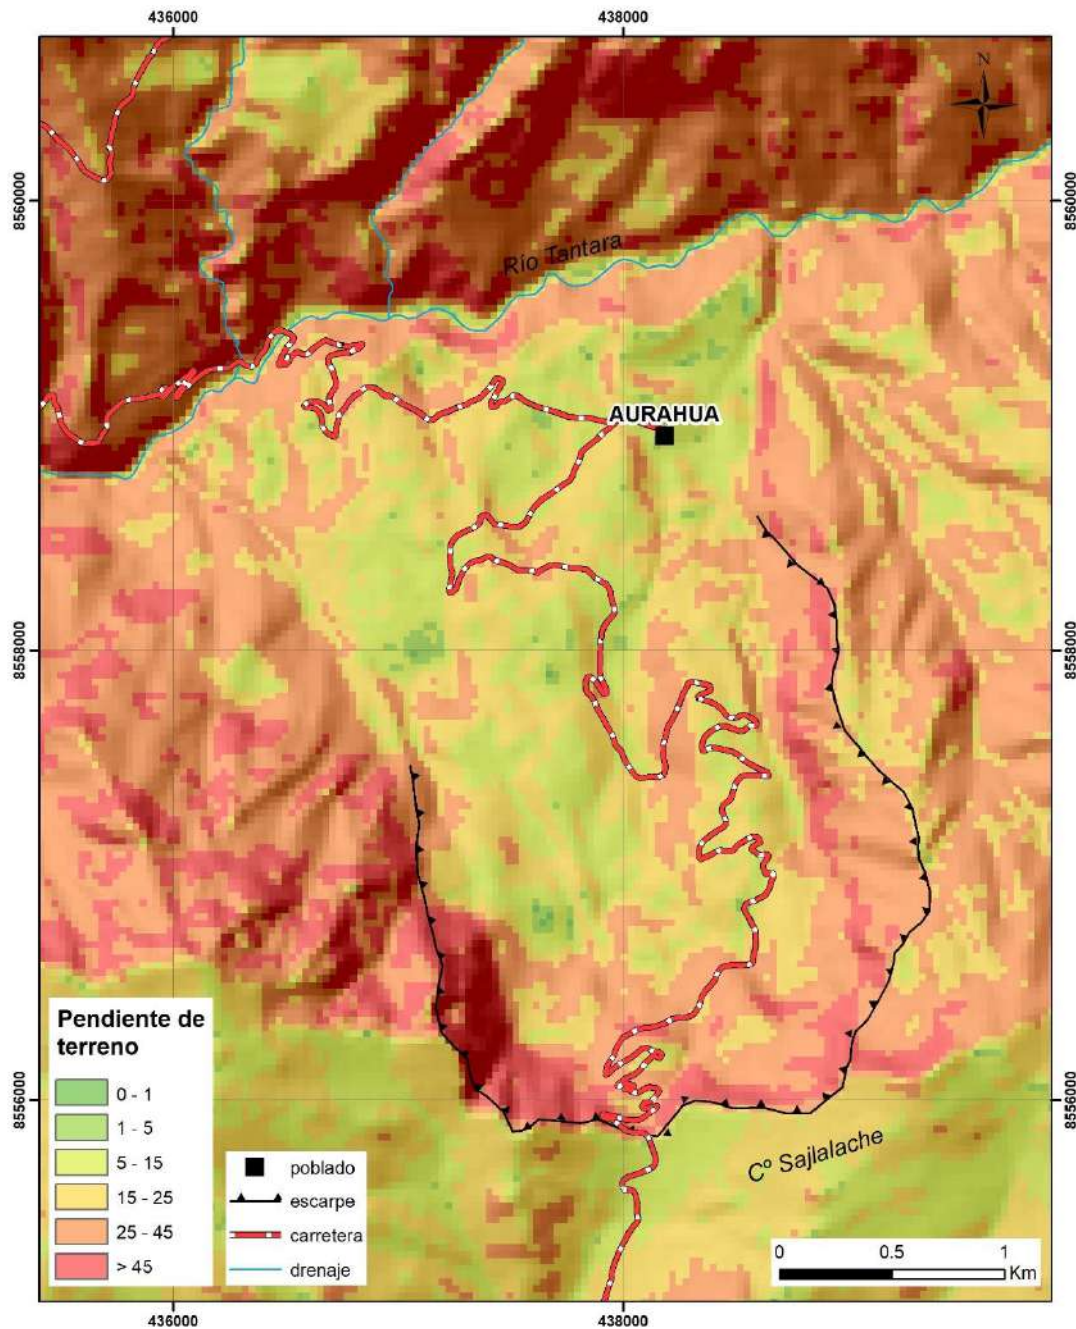 436000
438000
N
8560000
8560000
Río Tantara
AURAHUA
8558000
8558000
8556000
8556000
Cº Sajlalache
Pendiente de
terreno
0 - 1
1 - 5
5 - 15
15 - 25
25 - 45
> 45
poblado
escarpe
carretera
drenaje
0
0.5
1
Km
436000
438000